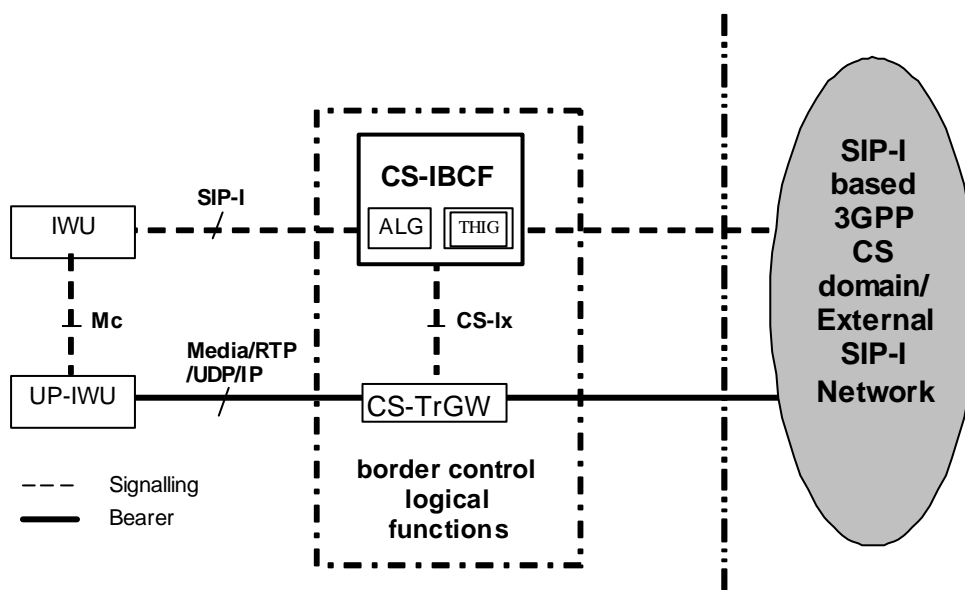 CS-IBCF
ALG
THIG
SIP-I
IWU
Mc
CS-Ix
Media/RTP
/UDP/IP
UP-IWU
CS-TrGW
border control
logical
functions
Signalling
Bearer
SIP-I
based
3GPP
CS
domain/
External
SIP-I
Network